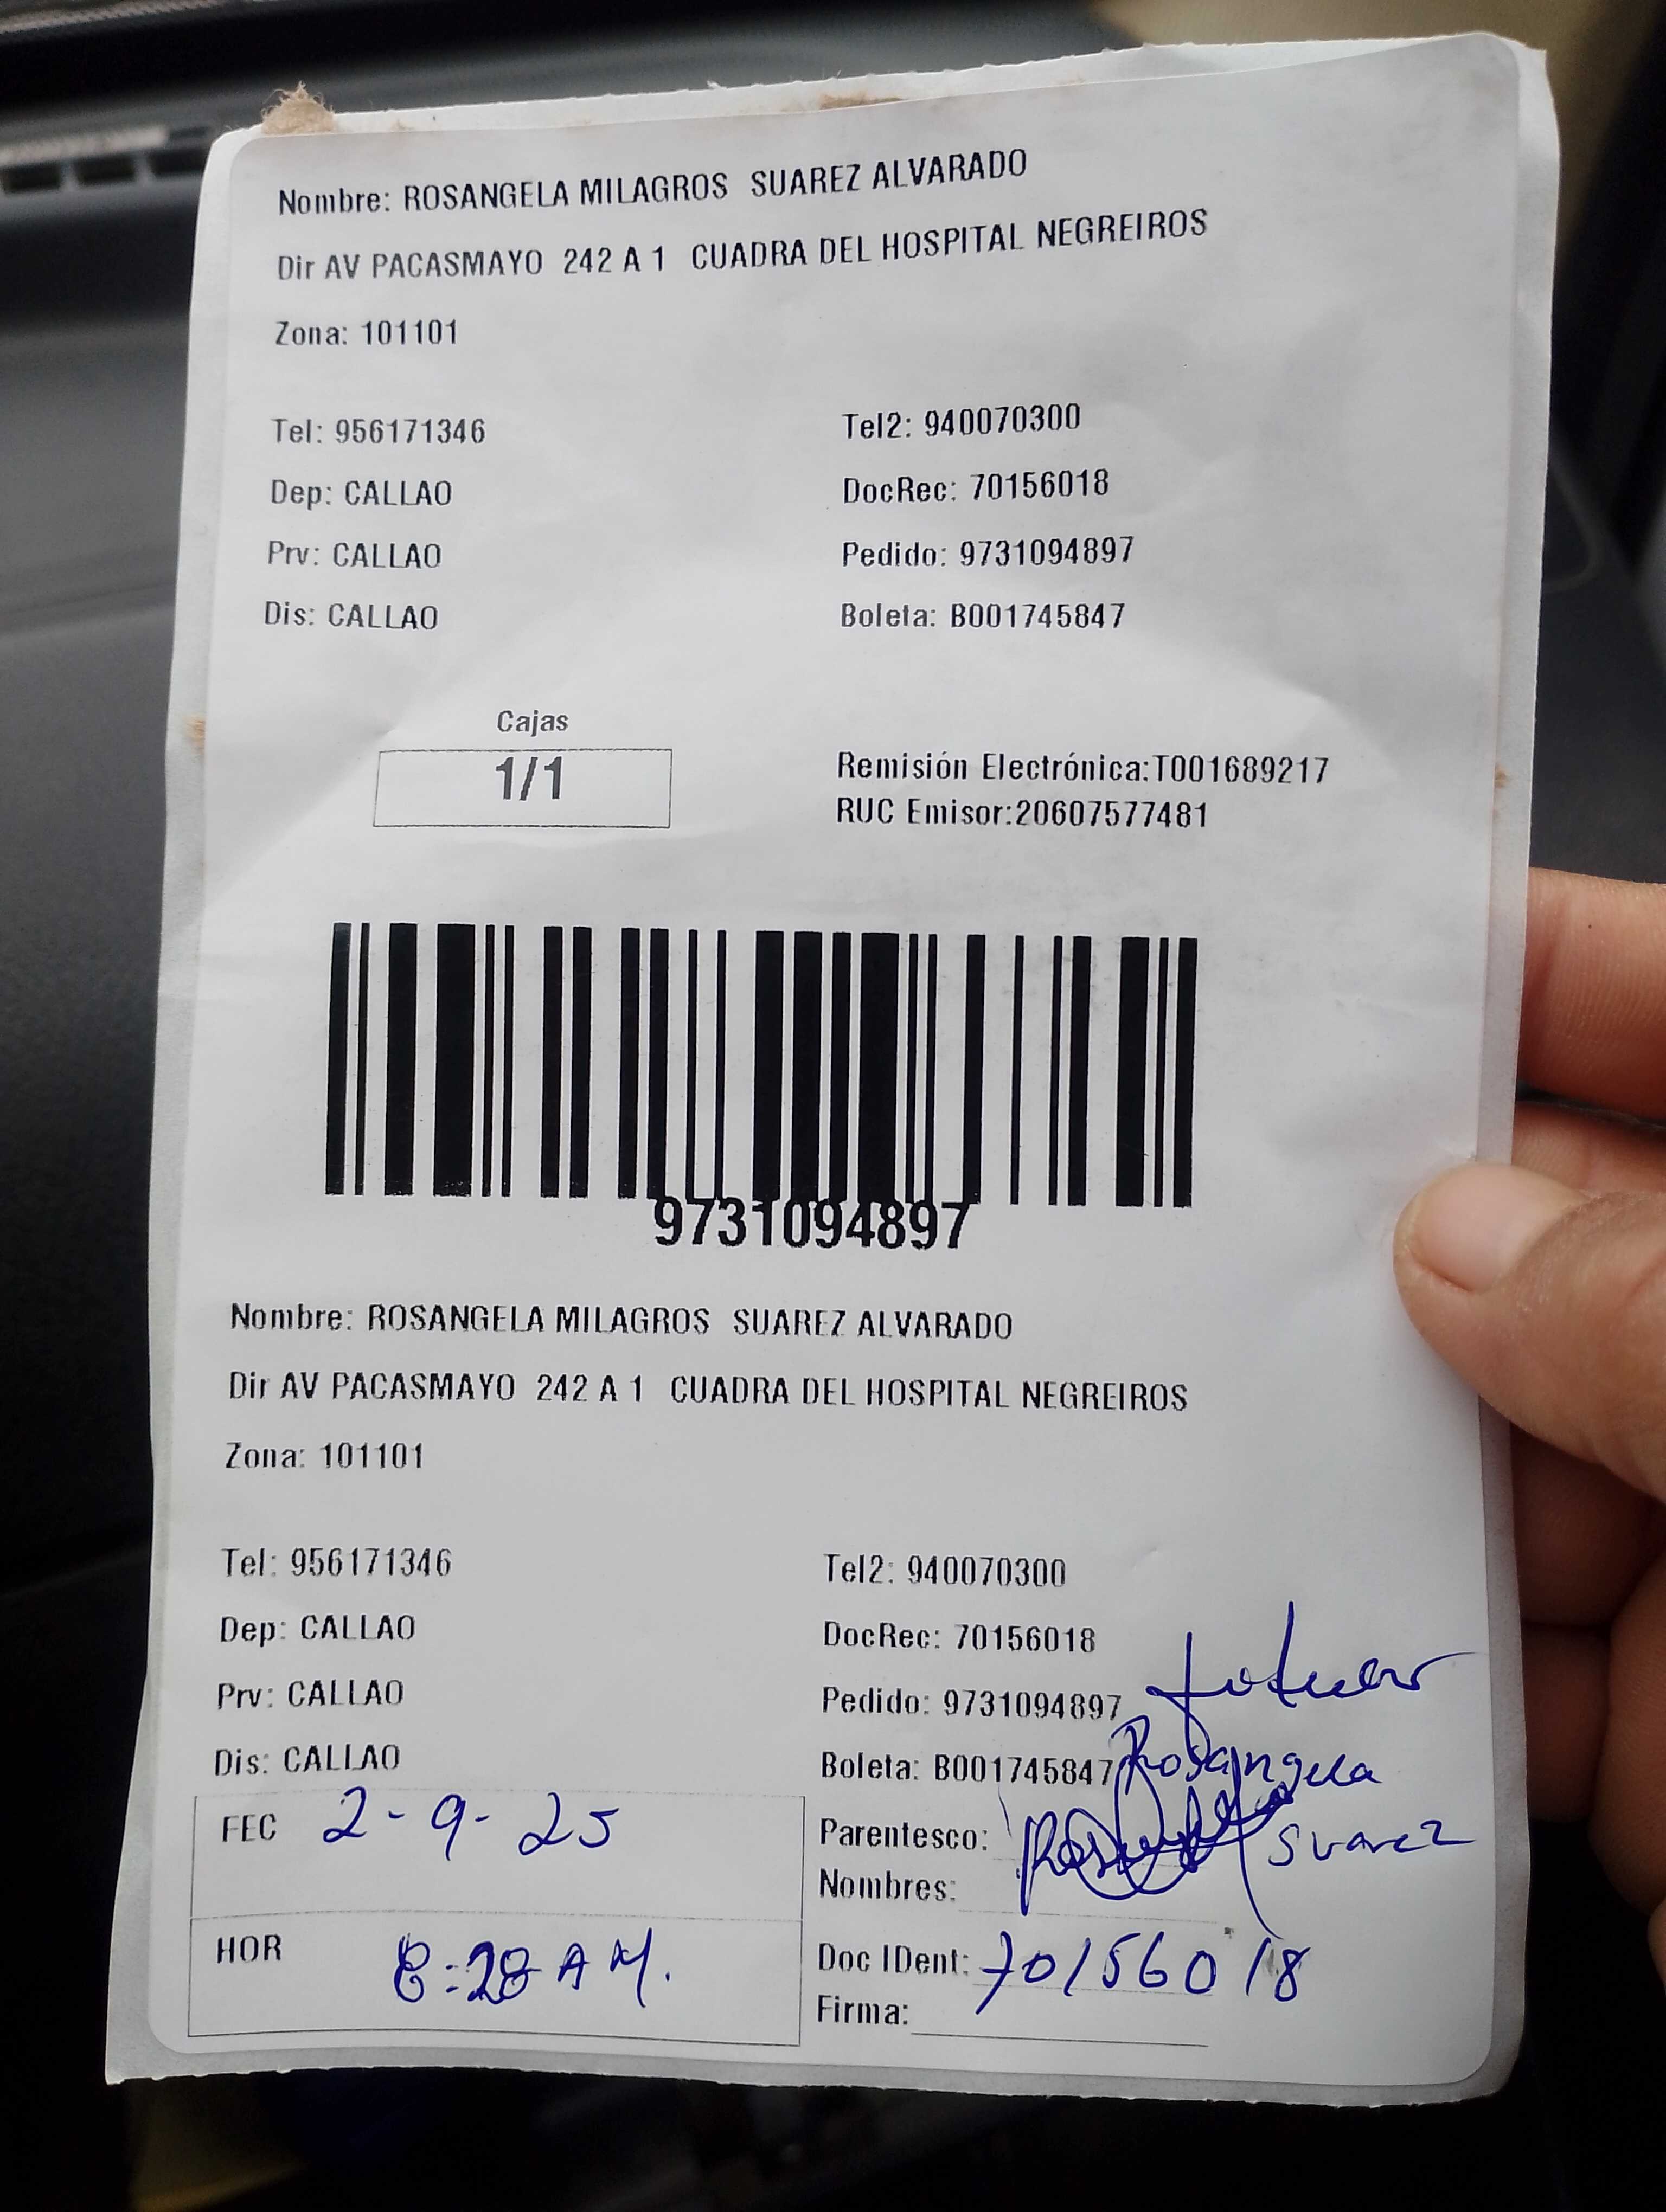 Nombre: ROSANGELA MILAGROS SUAREZ ALVARADO
Dir AV PACASMAYO 242 A 1 CUADRA DEL HOSPITAL NEGREIROS
Zona: 101101
Tel: 956171346 Tel2: 940070300
Dep: CALLAO DocRec: 70156018
Prv: CALLAO Pedido: 9731094897
Dis: CALLAO Boleta: B001745847
Cajas
1/1
Remisión Electrónica:T001689217
RUC Emisor:20607577481
9731094897
Nombre: ROSANGELA MILAGROS SUAREZ ALVARADO
Dir AV PACASMAYO 242 A 1 CUADRA DEL HOSPITAL NEGREIROS
Zona: 101101
Tel: 956171346 Tel2: 940070300
Dep: CALLAO DocRec: 70156018
Prv: CALLAO Pedido: 9731094897
Dis: CALLAO Boleta: B001745847 Rosangela
FEC 2-9-25 Parentesco: Suarez
Nombres:
HOR 8:28 AM. Doc IDent: 70156018
Firma: